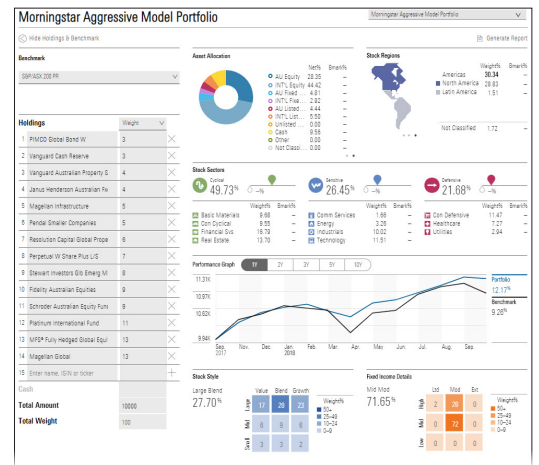 Morningstar Aggressive Model Portfolio
Morningstar Aggressive Model Portfolio
Hide Holdings & Benchmark
Generate Report
Benchmark
S&P/ASX 200 PR
Holdings
Weight
1 PIMCO Global Bond W 3
2 Vanguard Cash Reserve 3
3 Vanguard Australian Property S 4
4 Janus Henderson Australian Fix 4
5 Magellan Infrastructure 5
6 Pendal Smaller Companies 5
7 Resolution Capital Global Prope 6
8 Perpetual W Share Plus L/S 7
9 Stewart Investors Glb Emerg M 8
10 Fidelity Australian Equities 9
11 Schroder Australian Equity Fund 9
12 Platinum International Fund 11
13 MFS® Fully Hedged Global Equi 13
14 Magellan Global 13
15 Enter name, ISIN or ticker
Cash
Total Amount 10000
Total Weight 100
Asset Allocation
Net% Bmark%
AU Equity 28.35 –
INT'L Equity 44.42 –
AU Fixed ... 4.81 –
INT'L Fixe... 2.92 –
AU Listed... 4.44 –
INT'L List... 5.50 –
Unlisted ... 0.00 –
Cash 9.56 –
Other 0.00 –
Not Classi... 0.00 –
Stock Regions
Weight% Bmark%
Americas 30.34 –
North America 28.83 –
Latin America 1.51 –
Not Classified 1.72 –
Stock Sectors
Cyclical
49.73% –%
Weight% Bmark%
Basic Materials 9.68 –
Con Cyclical 9.55 –
Financial Svs 16.79 –
Real Estate 13.70 –
Sensitive
26.45% –%
Weight% Bmark%
Comm Services 1.66 –
Energy 3.26 –
Industrials 10.02 –
Technology 11.51 –
Defensive
21.68% –%
Weight% Bmark%
Con Defensive 11.47 –
Healthcare 7.27 –
Utilities 2.94 –
Performance Graph 1Y 2Y 3Y 5Y 10Y
11.31K
10.97K
10.63K
9.94K
Sep. 2017 Nov. Dec. Jan. 2018 Feb. Mar. Apr. May Jun. Jul. Aug. Sep.
Portfolio
12.17%
Benchmark
9.26%
Stock Style
Large Blend
27.70%
Value Blend Growth
Large 17 28 23
Mid 6 9 6
Small 3 3 2
Weight%
50+
25–49
10–24
0–9
Fixed Income Details
Mid Mod
71.65%
Ltd Mod Ext
High 2 26 0
Mid 0 72 0
Low 0 0 0
Weight%
50+
25–49
10–24
0–9